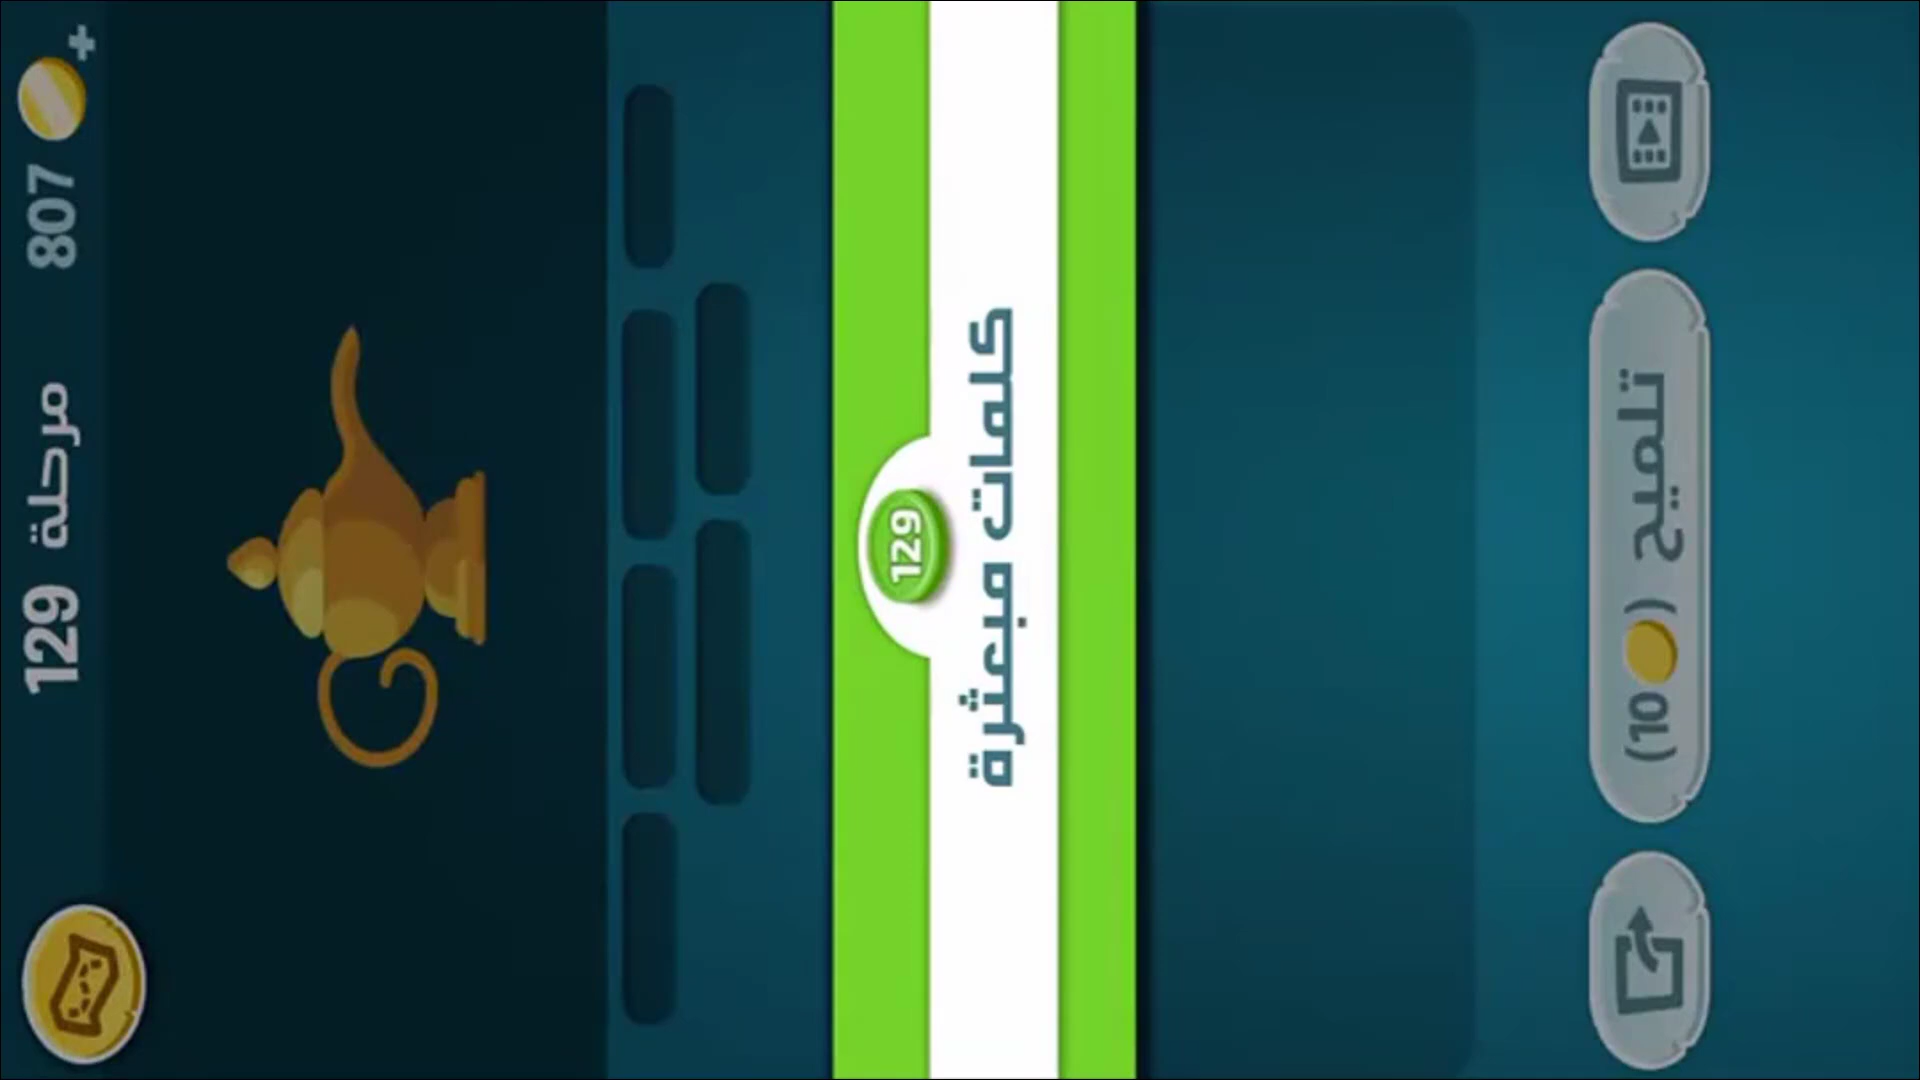 مرحلة 129
807
129
كلمات مبعثرة
تلميح (10)